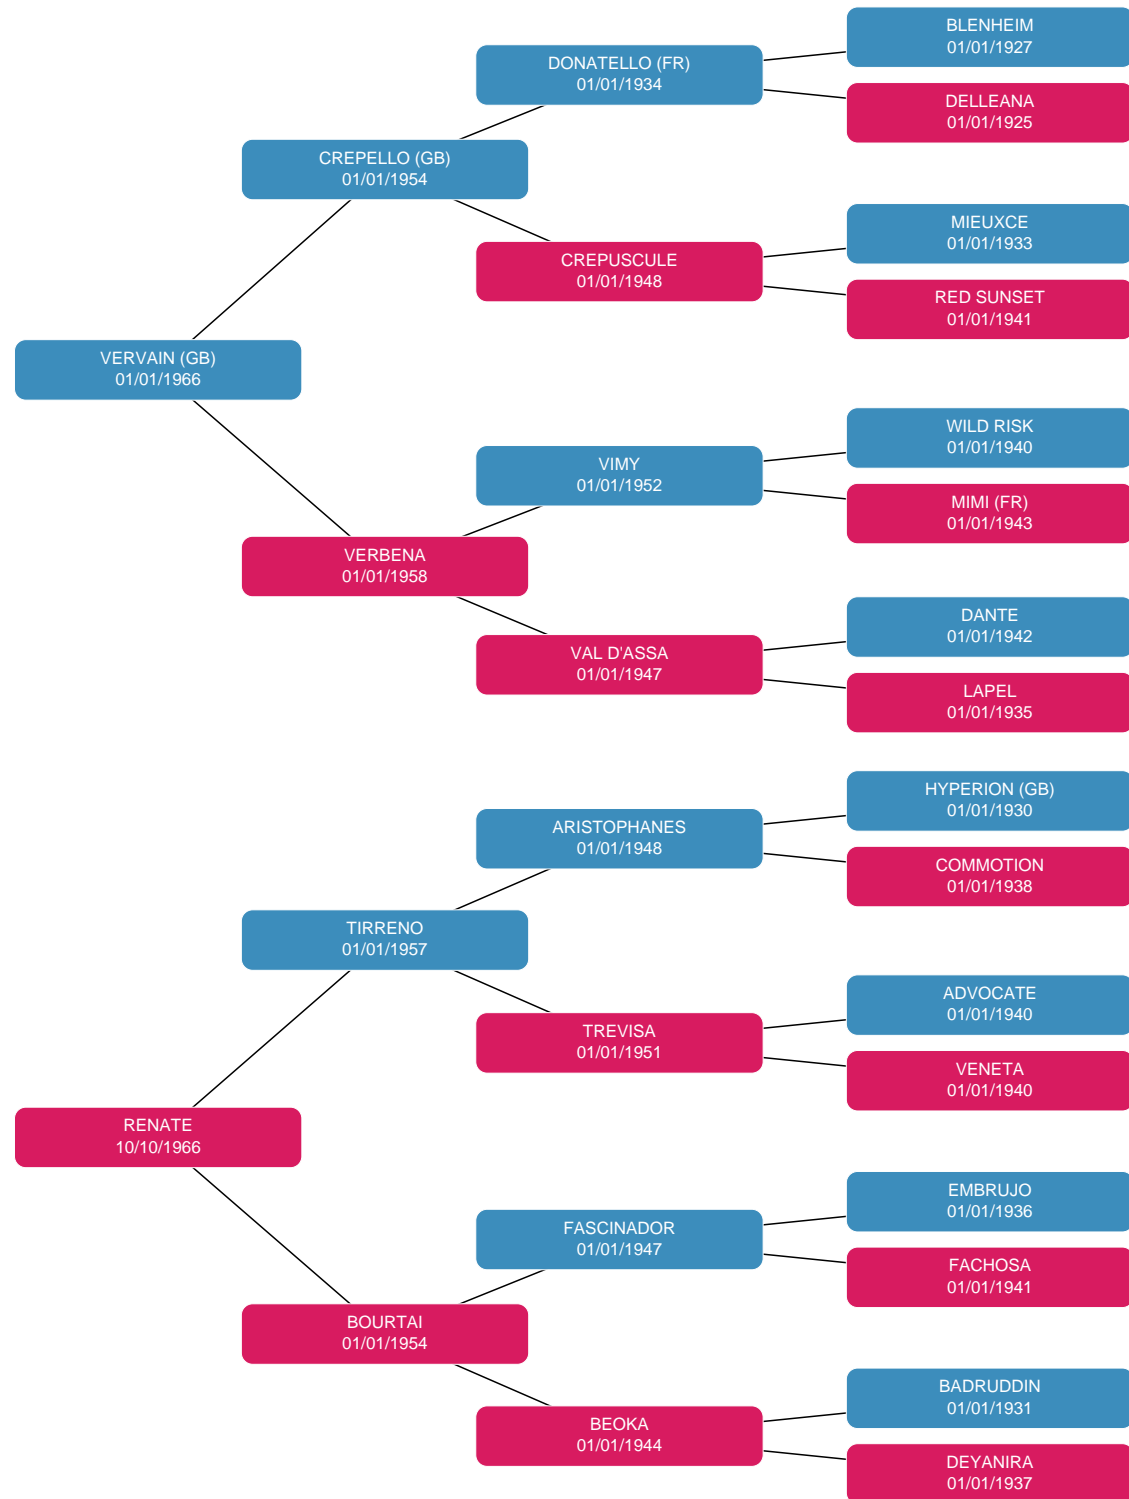 BLENHEIM
01/01/1927
DONATELLO (FR)
01/01/1934
DELLEANA
01/01/1925
CREPELLO (GB)
01/01/1954
MIEUXCE
01/01/1933
CREPUSCULE
01/01/1948
RED SUNSET
01/01/1941
VERVAIN (GB)
01/01/1966
WILD RISK
01/01/1940
VIMY
01/01/1952
MIMI (FR)
01/01/1943
VERBENA
01/01/1958
DANTE
01/01/1942
VAL D'ASSA
01/01/1947
LAPEL
01/01/1935
HYPERION (GB)
01/01/1930
ARISTOPHANES
01/01/1948
COMMOTION
01/01/1938
TIRRENO
01/01/1957
ADVOCATE
01/01/1940
TREVISA
01/01/1951
VENETA
01/01/1940
RENATE
10/10/1966
EMBRUJO
01/01/1936
FASCINADOR
01/01/1947
FACHOSA
01/01/1941
BOURTAI
01/01/1954
BADRUDDIN
01/01/1931
BEOKA
01/01/1944
DEYANIRA
01/01/1937